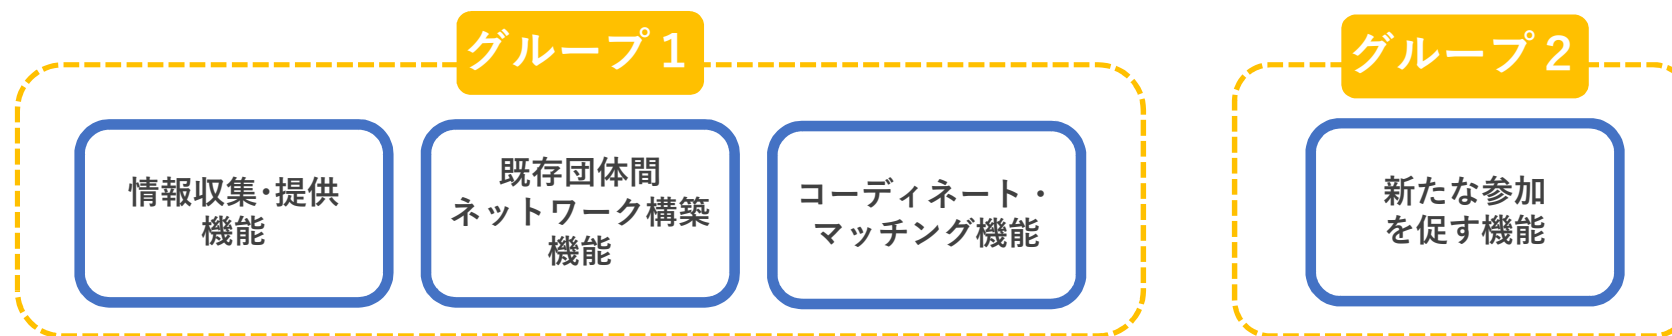 グループ１
情報収集･提供
機能
既存団体間
ネットワーク構築
機能
コーディネート・
マッチング機能
グループ２
新たな参加
を促す機能